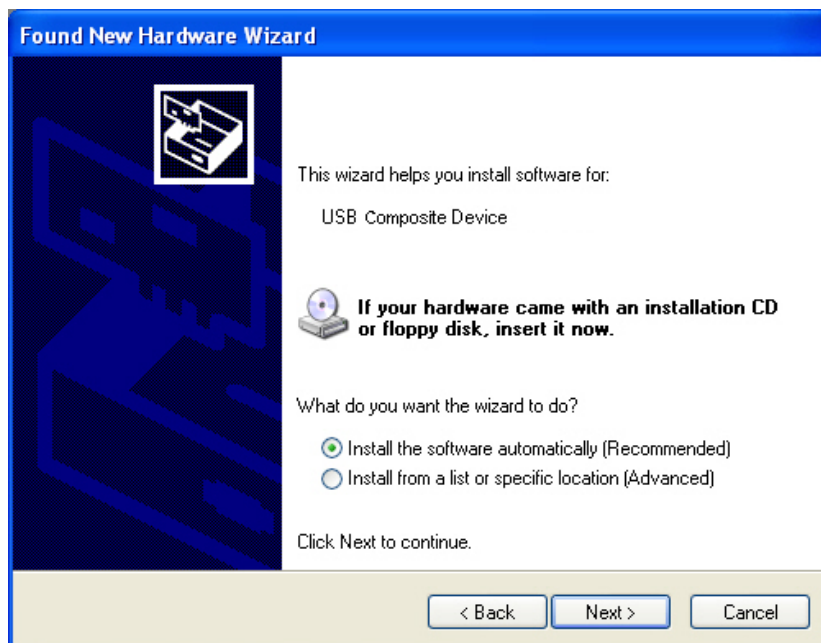 Found New Hardware Wizard
This wizard helps you install software for:
USB Composite Device
If your hardware came with an installation CD
or floppy disk, insert it now.
What do you want the wizard to do?
Install the software automatically (Recommended)
Install from a list or specific location (Advanced)
Click Next to continue.
< Back
Next >
Cancel